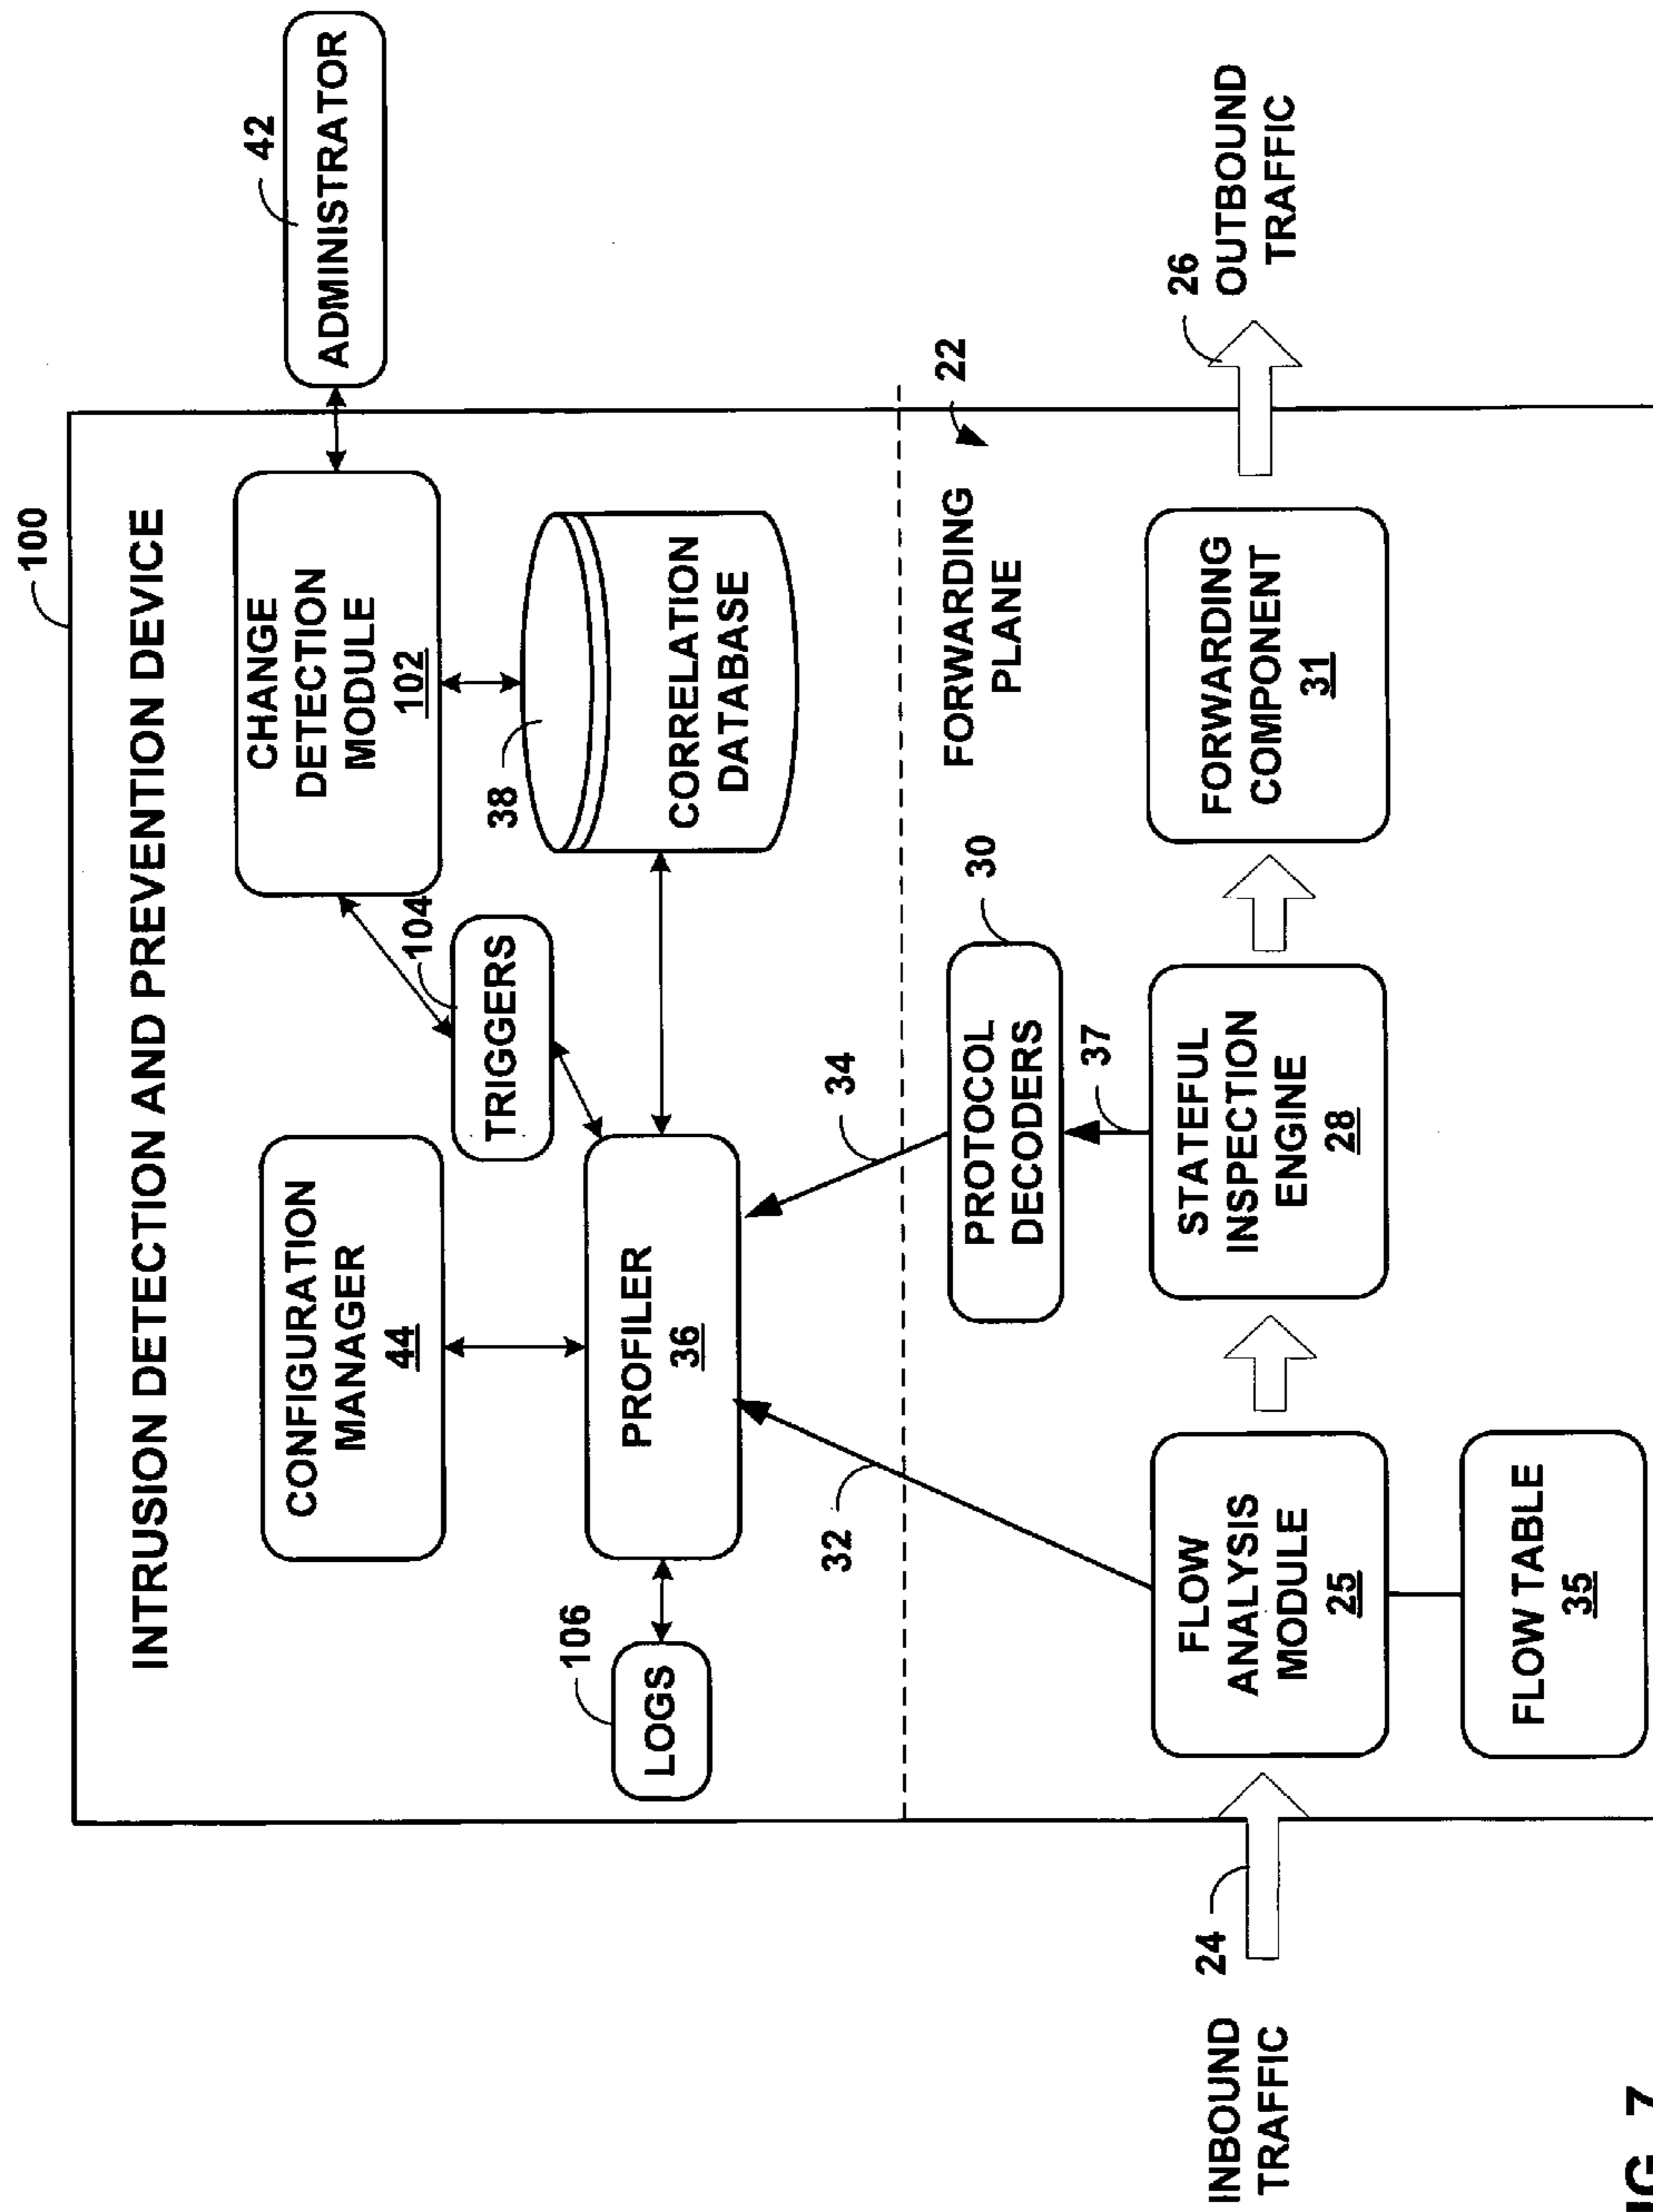 100
INTRUSION DETECTION AND PREVENTION DEVICE
42
ADMINISTRATOR
CONFIGURATION
MANAGER
44
CHANGE
DETECTION
MODULE
102
104
TRIGGERS
106
LOGS
PROFILER
36
38
CORRELATION
DATABASE
32
34
FORWARDING
PLANE
22
PROTOCOL
DECODERS
30
37
INBOUND
TRAFFIC
24
FLOW
ANALYSIS
MODULE
25
STATEFUL
INSPECTION
ENGINE
28
FORWARDING
COMPONENT
31
26
OUTBOUND
TRAFFIC
FLOW TABLE
35
IG. 7